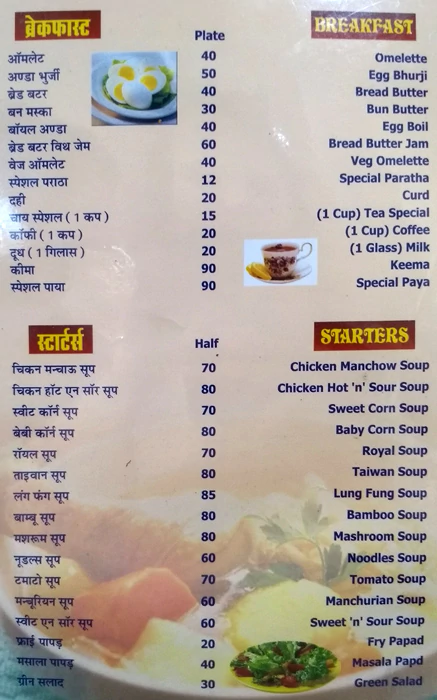 ब्रेकफास्ट BREAKFAST
Plate
ऑमलेट 40 Omelette
अण्डा भुर्जी 50 Egg Bhurji
ब्रेड बटर 40 Bread Butter
बन मस्का 30 Bun Butter
बॉयल अण्डा 40 Egg Boil
ब्रेड बटर विथ जेम 60 Bread Butter Jam
वेज ऑमलेट 40 Veg Omelette
स्पेशल पराठा 12 Special Paratha
दही 20 Curd
चाय स्पेशल ( 1 कप ) 15 (1 Cup) Tea Special
कॉफी ( 1 कप ) 20 (1 Cup) Coffee
दूध ( 1 गिलास ) 20 (1 Glass) Milk
कीमा 90 Keema
स्पेशल पाया 90 Special Paya
स्टार्टर्स STARTERS
Half
चिकन मन्चाऊ सूप 70 Chicken Manchow Soup
चिकन हॉट एन सॉर सूप 80 Chicken Hot 'n' Sour Soup
स्वीट कॉर्न सूप 70 Sweet Corn Soup
बेबी कॉर्न सूप 80 Baby Corn Soup
रॉयल सूप 70 Royal Soup
ताइवान सूप 80 Taiwan Soup
लंग फंग सूप 85 Lung Fung Soup
बाम्बू सूप 80 Bamboo Soup
मशरूम सूप 80 Mashroom Soup
नूडल्स सूप 60 Noodles Soup
टमाटो सूप 70 Tomato Soup
मन्चूरियन सूप 60 Manchurian Soup
स्वीट एन सॉर सूप 60 Sweet 'n' Sour Soup
फ्राई पापड़ 20 Fry Papad
मसाला पापड़ 40 Masala Papd
ग्रीन सलाद 30 Green Salad